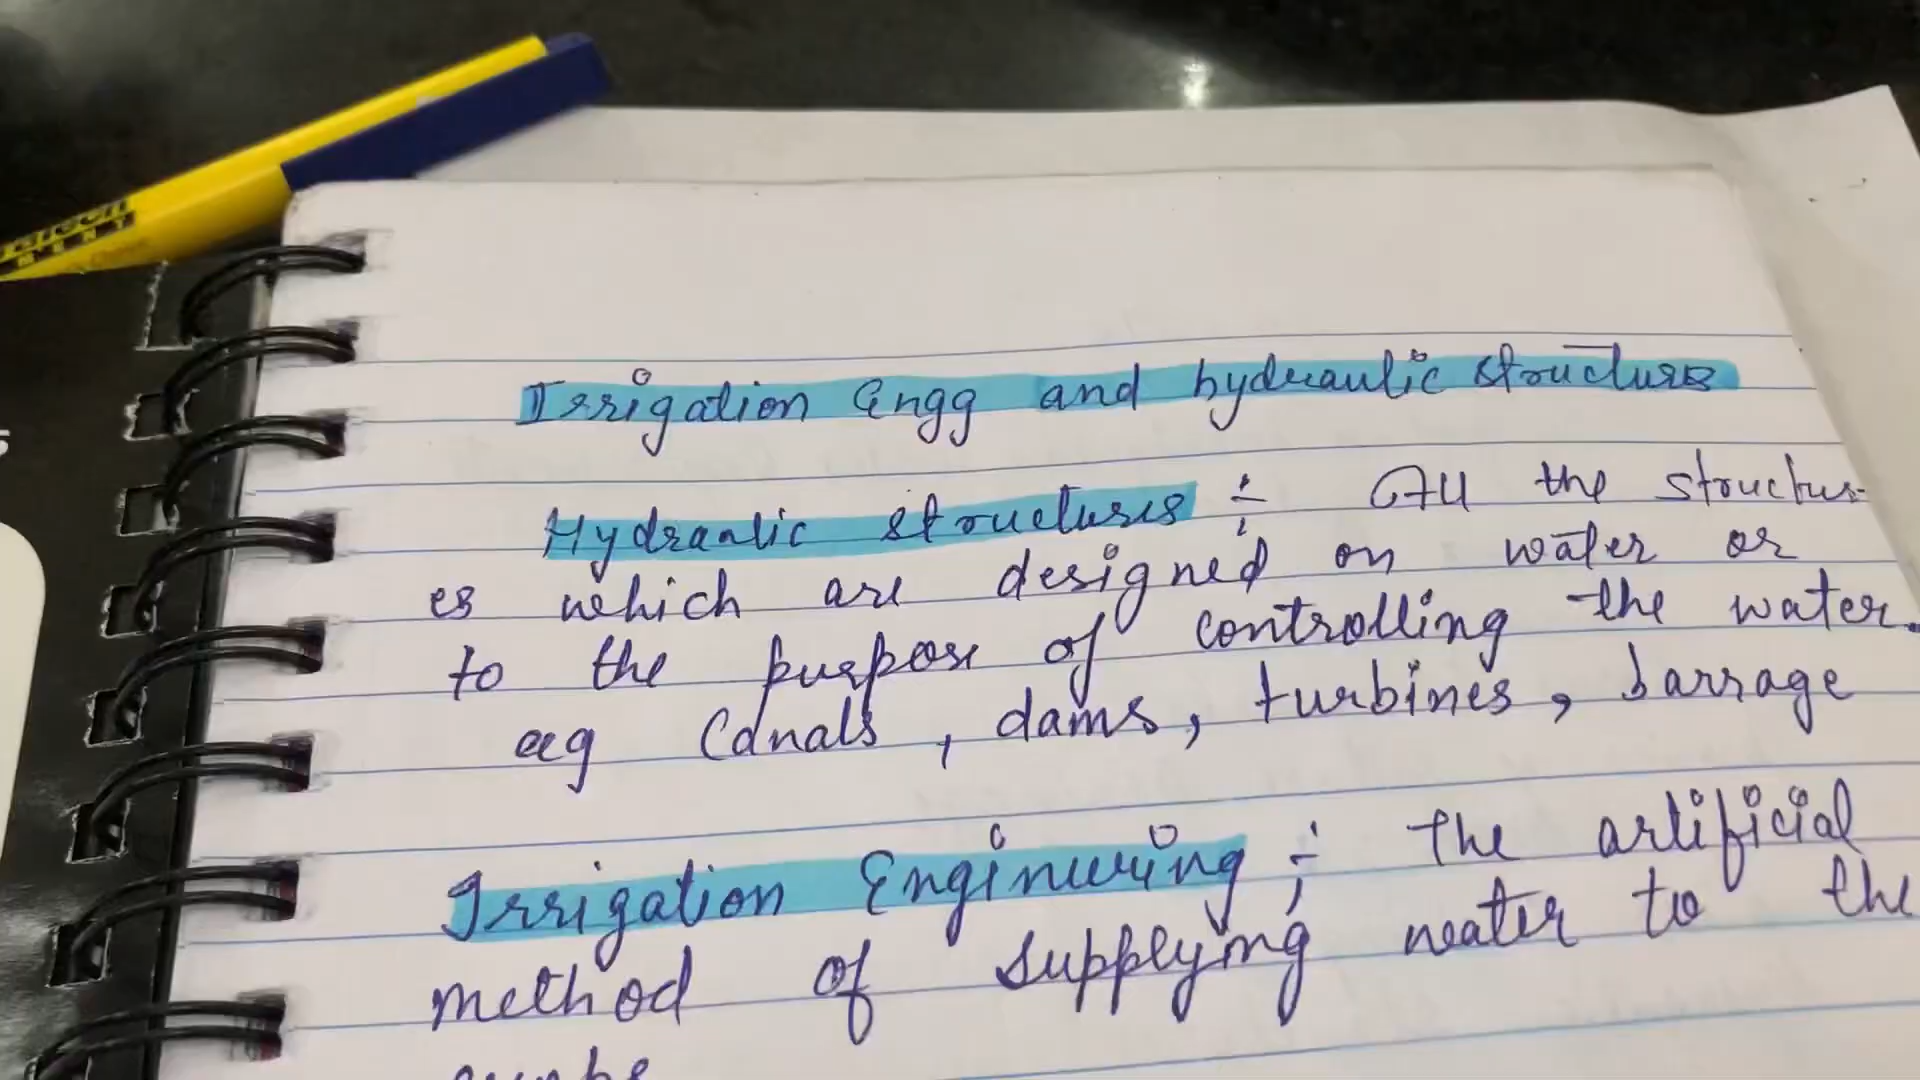 Irrigation Engg and hydraulic structures
Hydraulic structures :- All the structur-
es which are designed on water or
to the purpose of controlling the water.
eg Canals, dams, turbines, barrage
Irrigation Engineering :- the artificial
method of supplying water to the